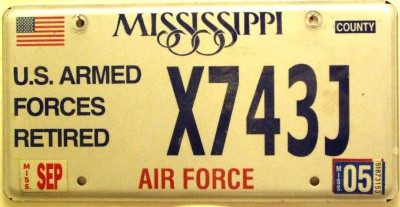 MISSISSIPPI
COUNTY
U.S. ARMED
FORCES
RETIRED
X743J
MISS. SEP
AIR FORCE
MISS 05